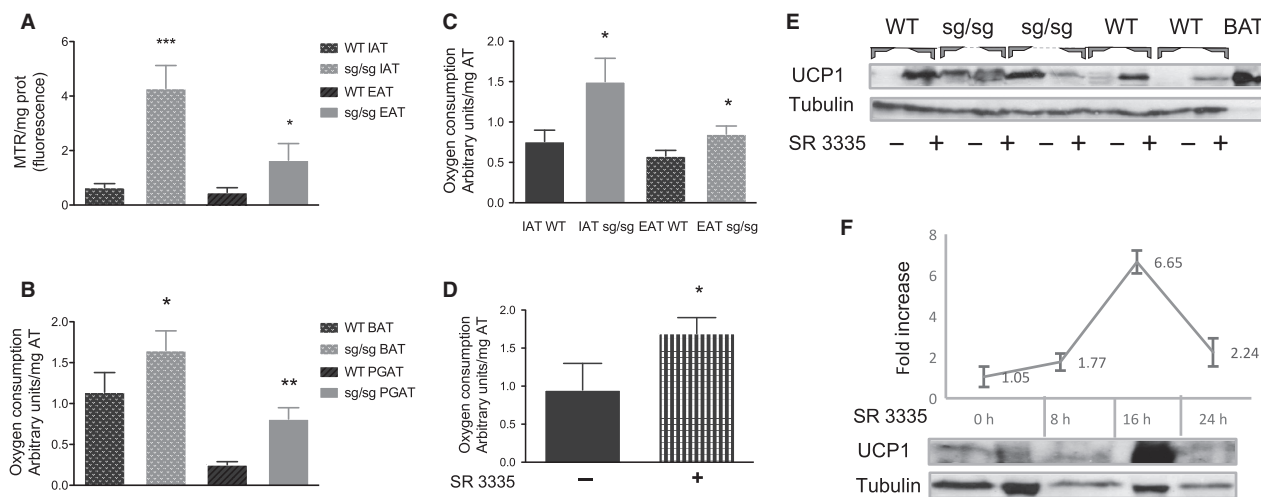 A
MTR/mg prot
(fluorescence)
6
4
2
0
***
*
WT IAT
sg/sg IAT
WT EAT
sg/sg EAT
B
Oxygen consumption
Arbitrary units/mg AT
2.0
1.5
1.0
0.5
0.0
*
**
WT BAT
sg/sg BAT
WT PGAT
sg/sg PGAT
C
Oxygen consumption
Arbitrary units/mg AT
2.0
1.5
1.0
0.5
0.0
*
*
IAT WT IAT sg/sg EAT WT EAT sg/sg
D
Oxygen consumption
Arbitrary units/mg AT
2.0
1.5
1.0
0.5
0.0
*
SR 3335 − +
E
WT sg/sg sg/sg WT WT BAT
UCP1
Tubulin
SR 3335 − + − + − + − + − +
F
Fold increase
8
6
4
2
0
1.05
1.77
6.65
2.24
SR 3335 0 h 8h 16 h 24 h
UCP1
Tubulin